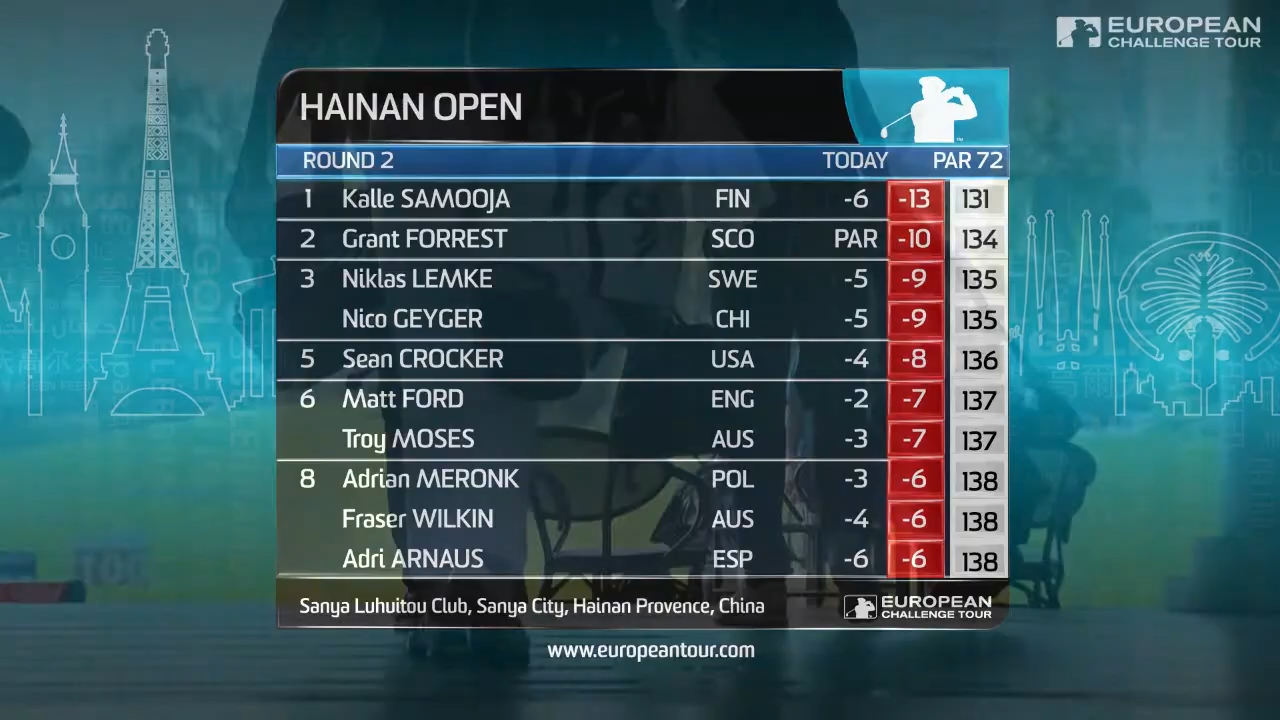 EUROPEAN
CHALLENGE TOUR
HAINAN OPEN
ROUND 2 TODAY PAR 72
1 Kalle SAMOOJA FIN -6 -13 131
2 Grant FORREST SCO PAR -10 134
3 Niklas LEMKE SWE -5 -9 135
Nico GEYGER CHI -5 -9 135
5 Sean CROCKER USA -4 -8 136
6 Matt FORD ENG -2 -7 137
Troy MOSES AUS -3 -7 137
8 Adrian MERONK POL -3 -6 138
Fraser WILKIN AUS -4 -6 138
Adri ARNAUS ESP -6 -6 138
Sanya Luhuitou Club, Sanya City, Hainan Provence, China
EUROPEAN
CHALLENGE TOUR
www.europeantour.com